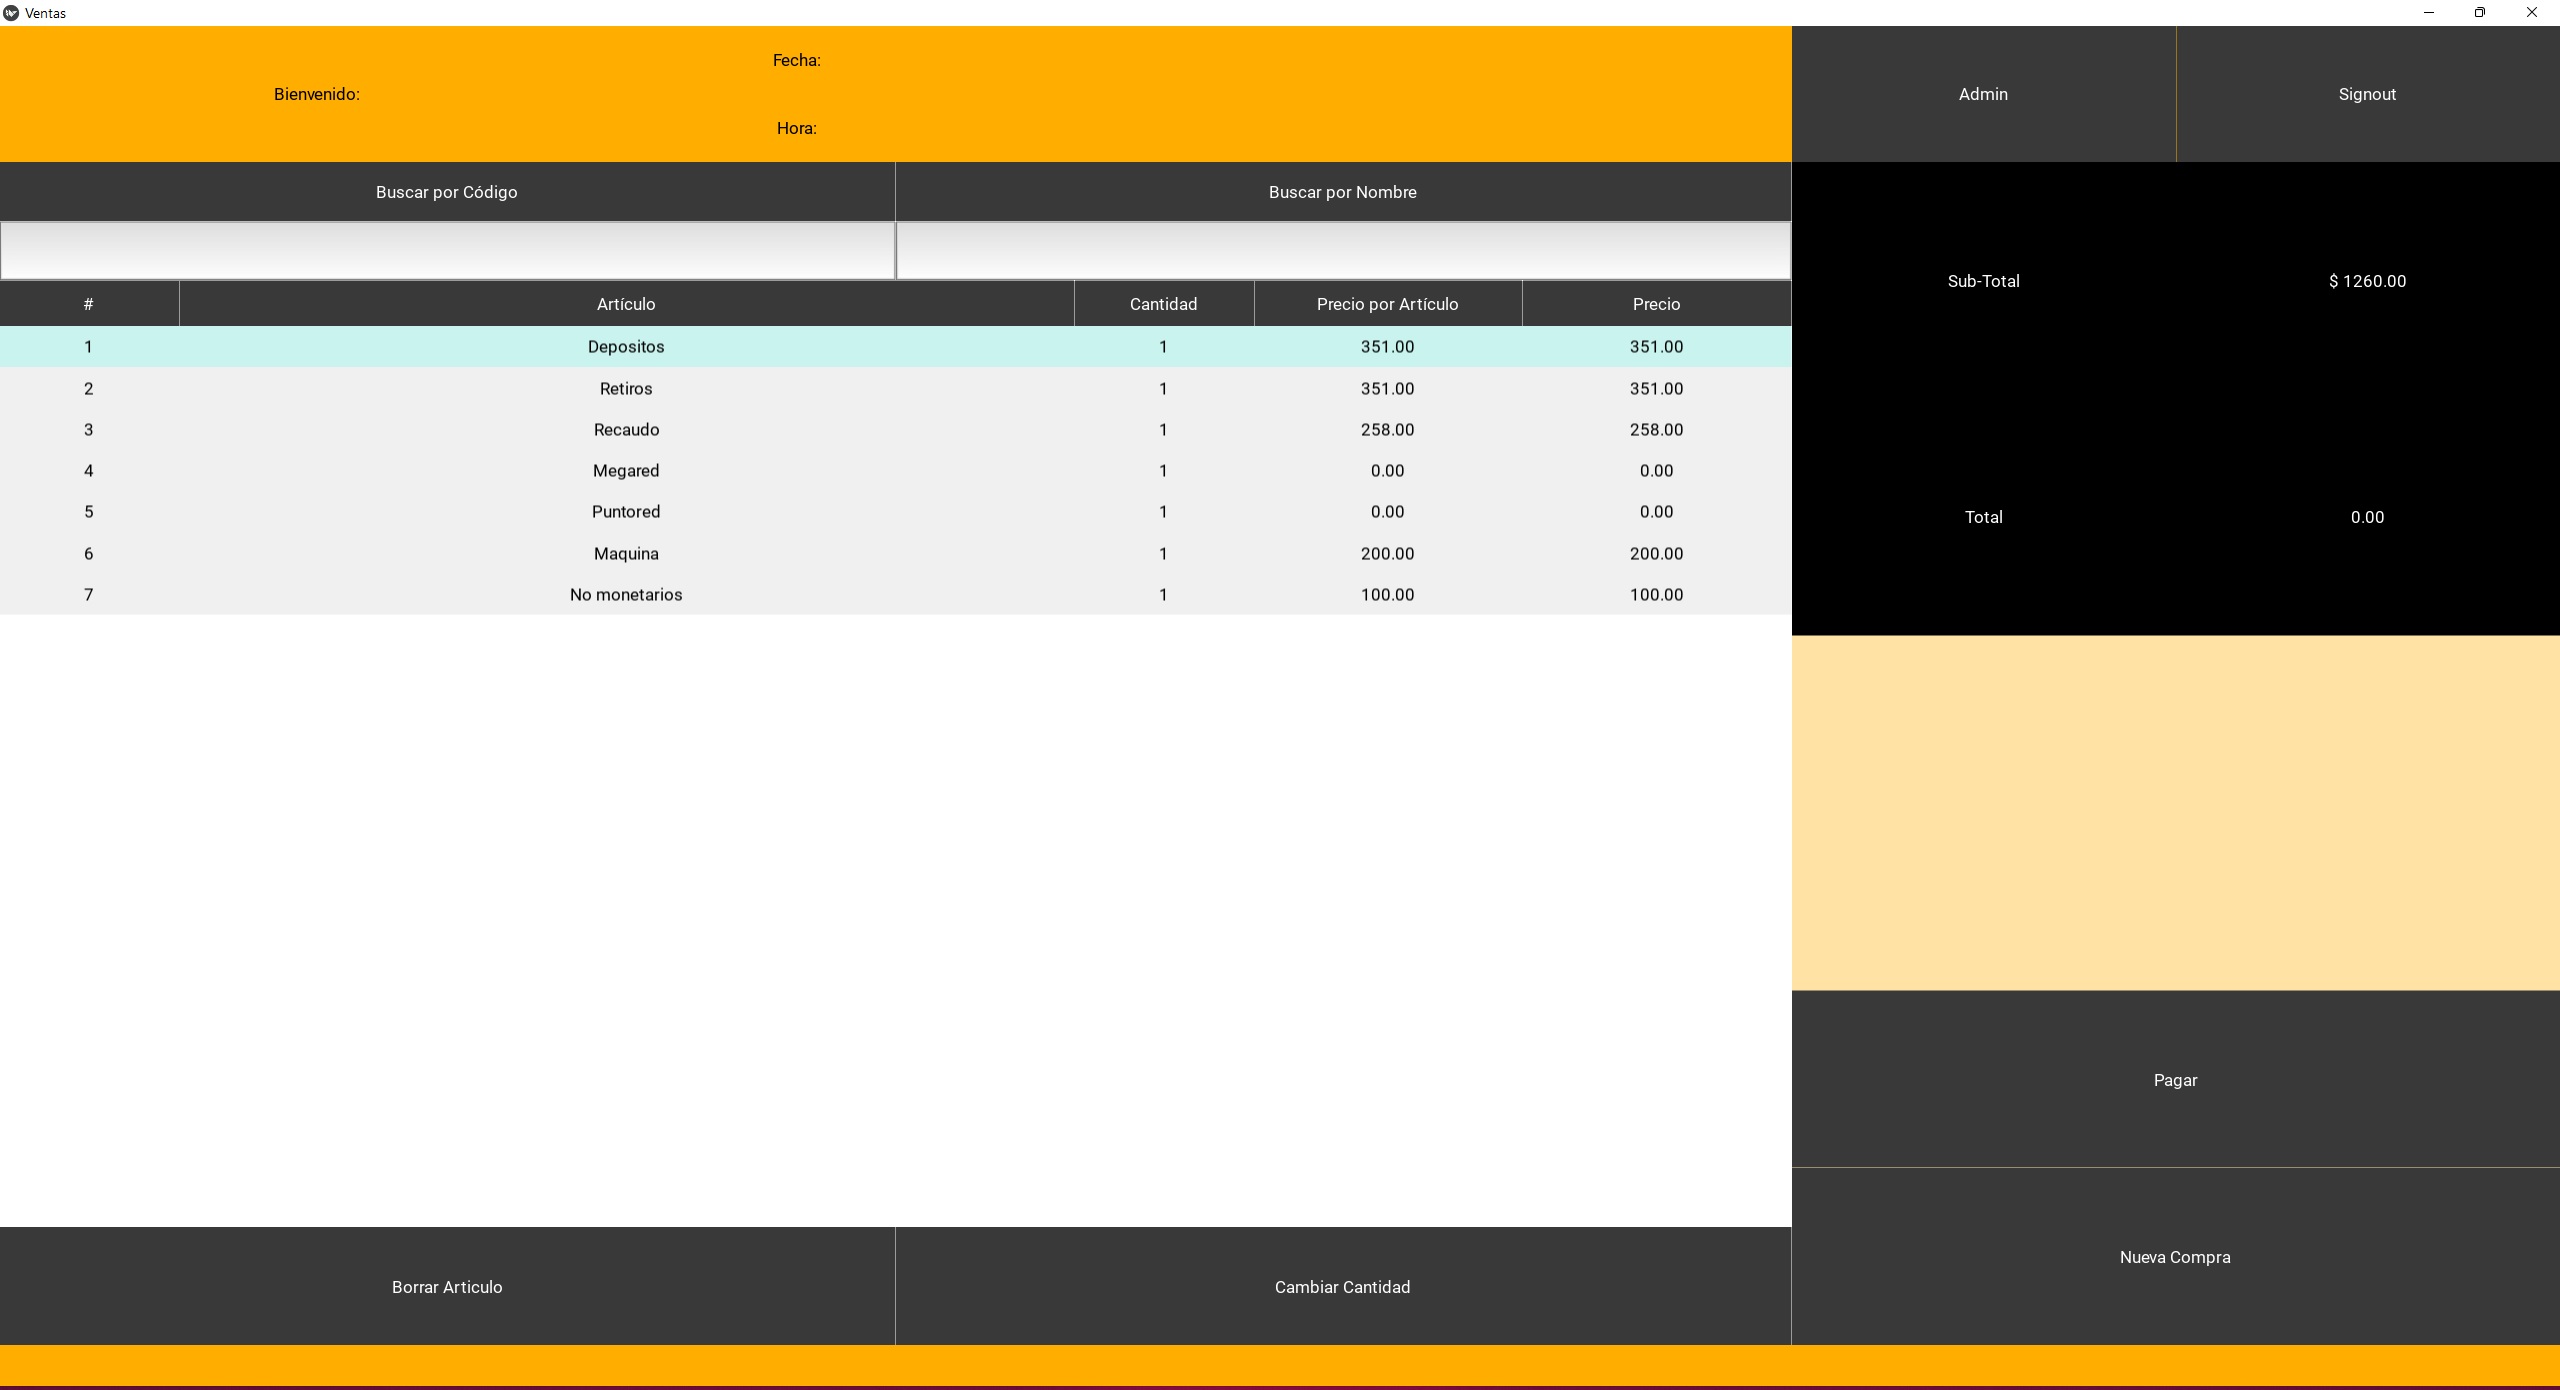 Ventas
Fecha:
Bienvenido:
Hora:
Admin
Signout
Buscar por Código
Buscar por Nombre
# Artículo Cantidad Precio por Artículo Precio
1 Depositos 1 351.00 351.00
2 Retiros 1 351.00 351.00
3 Recaudo 1 258.00 258.00
4 Megared 1 0.00 0.00
5 Puntored 1 0.00 0.00
6 Maquina 1 200.00 200.00
7 No monetarios 1 100.00 100.00
Sub-Total $ 1260.00
Total 0.00
Pagar
Nueva Compra
Borrar Articulo
Cambiar Cantidad